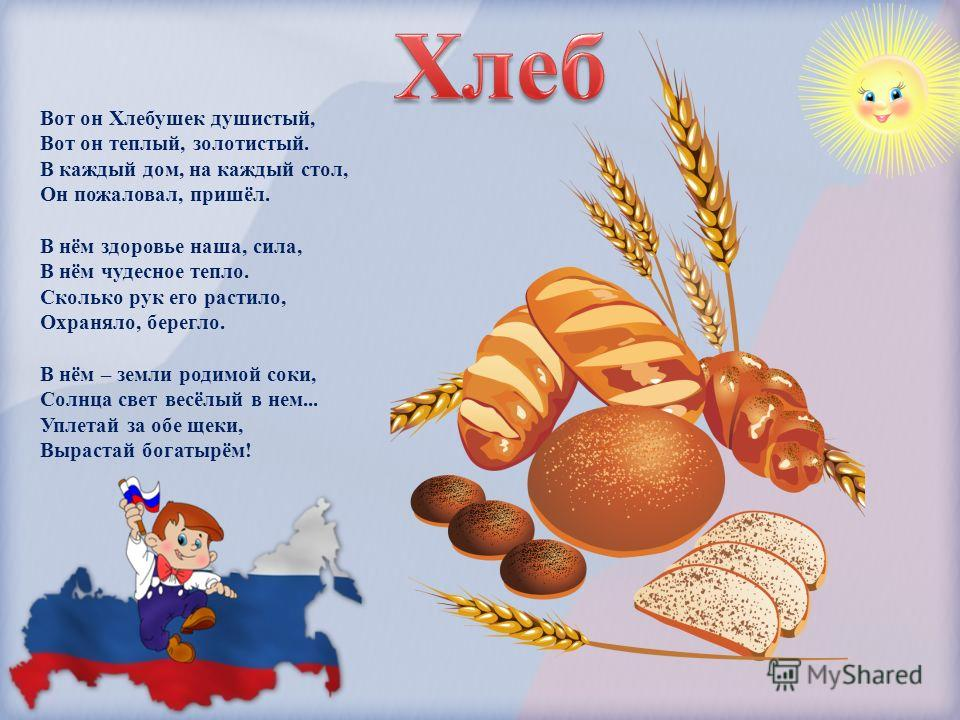 Хлеб
Вот он Хлебушек душистый,
Вот он теплый, золотистый.
В каждый дом, на каждый стол,
Он пожаловал, пришёл.
В нём здоровье наша, сила,
В нём чудесное тепло.
Сколько рук его растило,
Охраняло, берегло.
В нём – земли родимой соки,
Солнца свет весёлый в нем...
Уплетай за обе щеки,
Вырастай богатырём!
MyShared